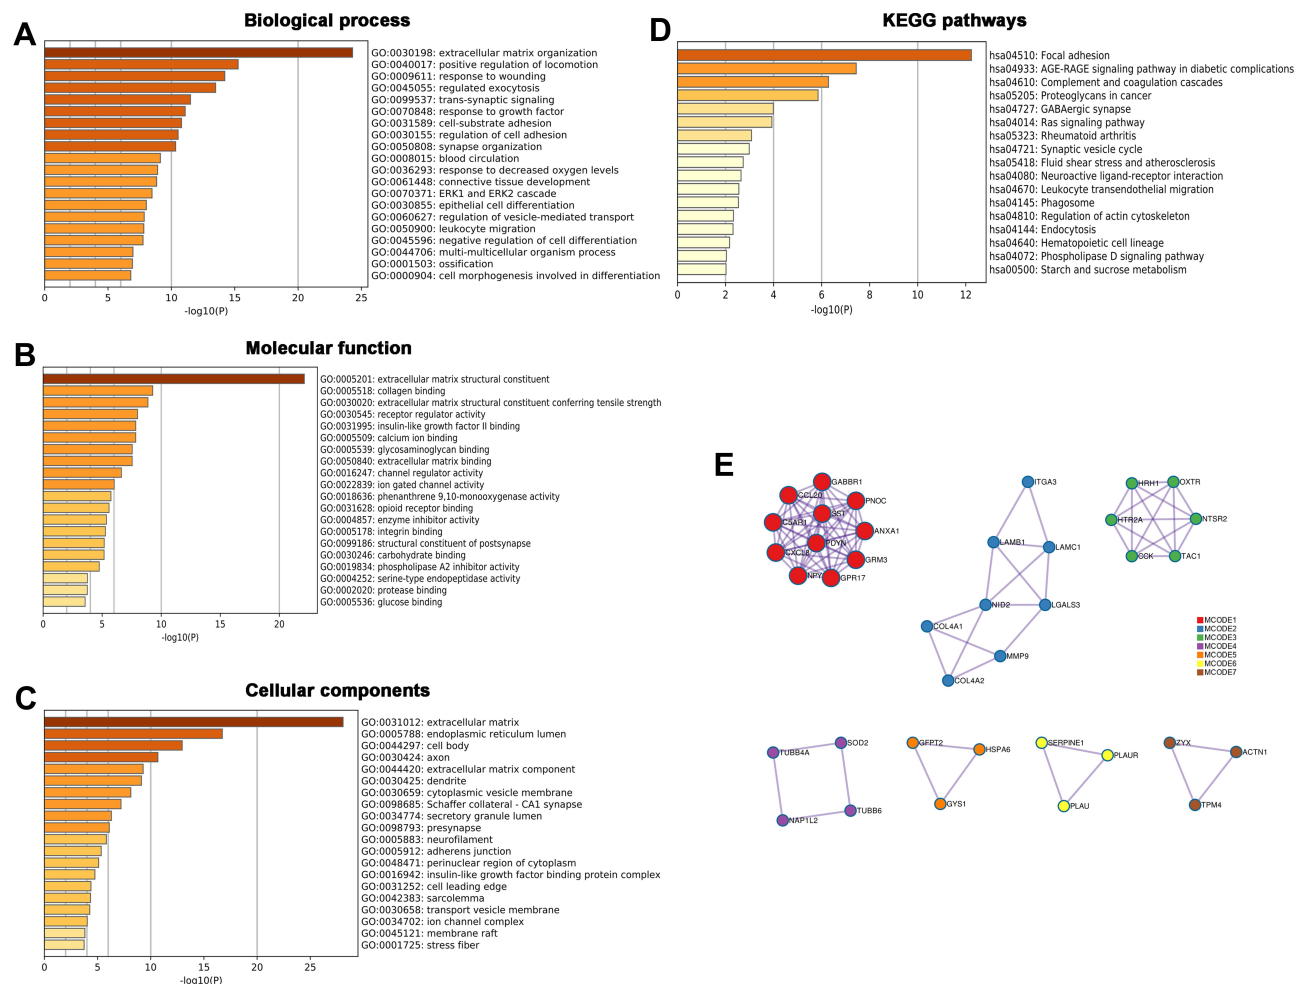 A
Biological process
GO:0030198: extracellular matrix organization
GO:0040017: positive regulation of locomotion
GO:0009611: response to wounding
GO:0045055: regulated exocytosis
GO:0099537: trans-synaptic signaling
GO:0070848: response to growth factor
GO:0031589: cell-substrate adhesion
GO:0030155: regulation of cell adhesion
GO:0050808: synapse organization
GO:0008015: blood circulation
GO:0036293: response to decreased oxygen levels
GO:0061448: connective tissue development
GO:0070371: ERK1 and ERK2 cascade
GO:0030855: epithelial cell differentiation
GO:0060627: regulation of vesicle-mediated transport
GO:0050900: leukocyte migration
GO:0045596: negative regulation of cell differentiation
GO:0044706: multi-multicellular organism process
GO:0001503: ossification
GO:0000904: cell morphogenesis involved in differentiation
0 5 10 15 20 25
-log10(P)
B
Molecular function
GO:0005201: extracellular matrix structural constituent
GO:0005518: collagen binding
GO:0030020: extracellular matrix structural constituent conferring tensile strength
GO:0030545: receptor regulator activity
GO:0031995: insulin-like growth factor II binding
GO:0005509: calcium ion binding
GO:0005539: glycosaminoglycan binding
GO:0050840: extracellular matrix binding
GO:0016247: channel regulator activity
GO:0022839: ion gated channel activity
GO:0018636: phenanthrene 9,10-monooxygenase activity
GO:0031628: opioid receptor binding
GO:0004857: enzyme inhibitor activity
GO:0005178: integrin binding
GO:0099186: structural constituent of postsynapse
GO:0030246: carbohydrate binding
GO:0019834: phospholipase A2 inhibitor activity
GO:0004252: serine-type endopeptidase activity
GO:0002020: protease binding
GO:0005536: glucose binding
0 5 10 15 20
-log10(P)
C
Cellular components
GO:0031012: extracellular matrix
GO:0005788: endoplasmic reticulum lumen
GO:0044297: cell body
GO:0030424: axon
GO:0044420: extracellular matrix component
GO:0030425: dendrite
GO:0030659: cytoplasmic vesicle membrane
GO:0098685: Schaffer collateral - CA1 synapse
GO:0034774: secretory granule lumen
GO:0098793: presynapse
GO:0005883: neurofilament
GO:0005912: adherens junction
GO:0048471: perinuclear region of cytoplasm
GO:0016942: insulin-like growth factor binding protein complex
GO:0031252: cell leading edge
GO:0042383: sarcolemma
GO:0030658: transport vesicle membrane
GO:0034702: ion channel complex
GO:0045121: membrane raft
GO:0001725: stress fiber
0 5 10 15 20 25
-log10(P)
D
KEGG pathways
hsa04510: Focal adhesion
hsa04933: AGE-RAGE signaling pathway in diabetic complications
hsa04610: Complement and coagulation cascades
hsa05205: Proteoglycans in cancer
hsa04727: GABAergic synapse
hsa04014: Ras signaling pathway
hsa05323: Rheumatoid arthritis
hsa04721: Synaptic vesicle cycle
hsa05418: Fluid shear stress and atherosclerosis
hsa04080: Neuroactive ligand-receptor interaction
hsa04670: Leukocyte transendothelial migration
hsa04145: Phagosome
hsa04810: Regulation of actin cytoskeleton
hsa04144: Endocytosis
hsa04640: Hematopoietic cell lineage
hsa04072: Phospholipase D signaling pathway
hsa00500: Starch and sucrose metabolism
0 2 4 6 8 10 12
-log10(P)
E
GABBR1
CCL20
PNOC
SST
C5AR1
ANXA1
PDYN
CXCL8
GRM3
NPY
GPR17
ITGA3
LAMB1
LAMC1
NID2
LGALS3
COL4A1
MMP9
COL4A2
HRH1
OXTR
HTR2A
NTSR2
CCK
TAC1
MCODE1
MCODE2
MCODE3
MCODE4
MCODE5
MCODE6
MCODE7
TUBB4A
SOD2
NAP1L2
TUBB6
GFPT2
HSPA6
GYS1
SERPINE1
PLAUR
PLAU
ZYX
ACTN1
TPM4